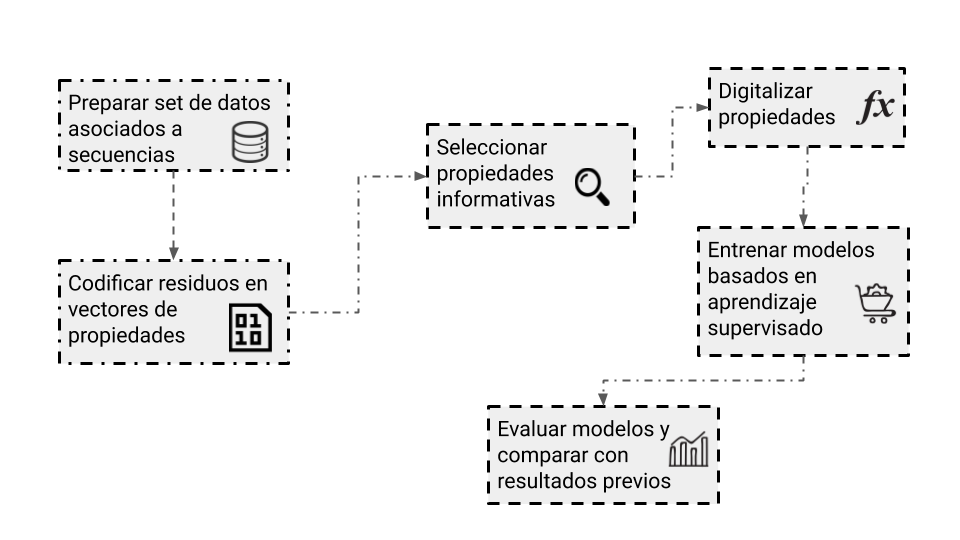 Preparar set de datos
asociados a
secuencias
Codificar residuos en
vectores de
propiedades
01
10
Seleccionar
propiedades
informativas
Digitalizar
propiedades
fx
Entrenar modelos
basados en
aprendizaje
supervisado
Evaluar modelos y
comparar con
resultados previos